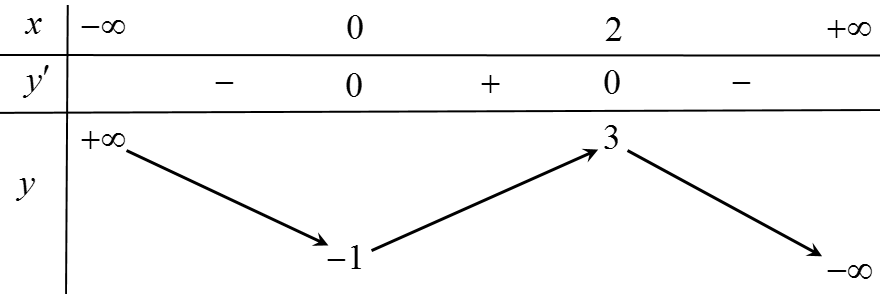 x −∞ 0 2 +∞
y′ − 0 + 0 −
+∞ 3
y
−1
−∞